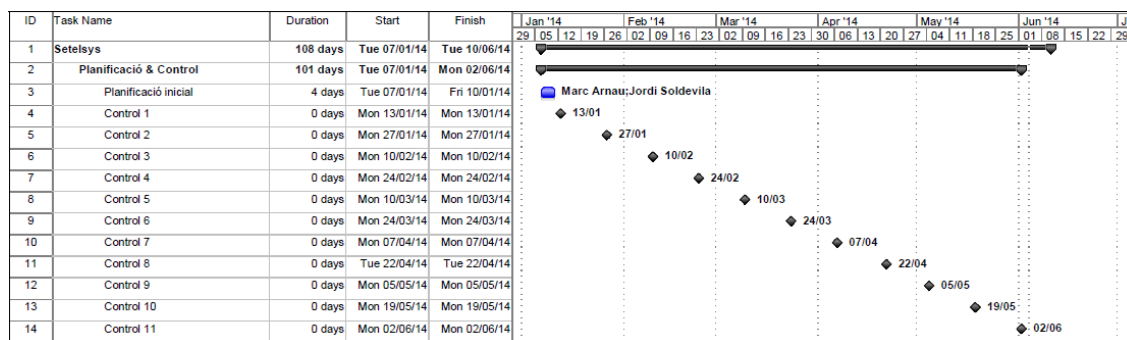 ID Task Name Duration Start Finish Jan '14 Feb '14 Mar '14 Apr '14 May '14 Jun '14 J
29 05 12 19 26 02 09 16 23 02 09 16 23 30 06 13 20 27 04 11 18 25 01 08 15 22 29
1 Setelsys 108 days Tue 07/01/14 Tue 10/06/14
2 Planificació & Control 101 days Tue 07/01/14 Mon 02/06/14
3 Planificació inicial 4 days Tue 07/01/14 Fri 10/01/14 Marc Arnau;Jordi Soldevila
4 Control 1 0 days Mon 13/01/14 Mon 13/01/14 13/01
5 Control 2 0 days Mon 27/01/14 Mon 27/01/14 27/01
6 Control 3 0 days Mon 10/02/14 Mon 10/02/14 10/02
7 Control 4 0 days Mon 24/02/14 Mon 24/02/14 24/02
8 Control 5 0 days Mon 10/03/14 Mon 10/03/14 10/03
9 Control 6 0 days Mon 24/03/14 Mon 24/03/14 24/03
10 Control 7 0 days Mon 07/04/14 Mon 07/04/14 07/04
11 Control 8 0 days Tue 22/04/14 Tue 22/04/14 22/04
12 Control 9 0 days Mon 05/05/14 Mon 05/05/14 05/05
13 Control 10 0 days Mon 19/05/14 Mon 19/05/14 19/05
14 Control 11 0 days Mon 02/06/14 Mon 02/06/14 02/06